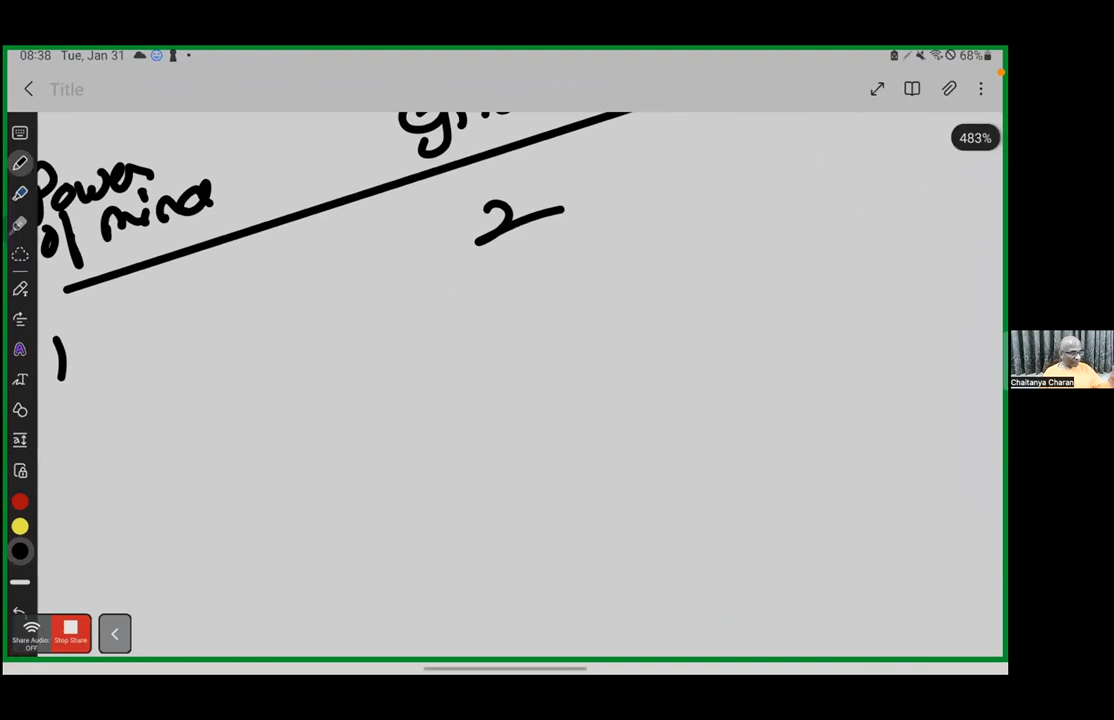 08:38 Tue, Jan 31
68%
Title
483%
Power
of mind
2
1
Chaitanya Charan
Share Audio:
OFF
Stop Share